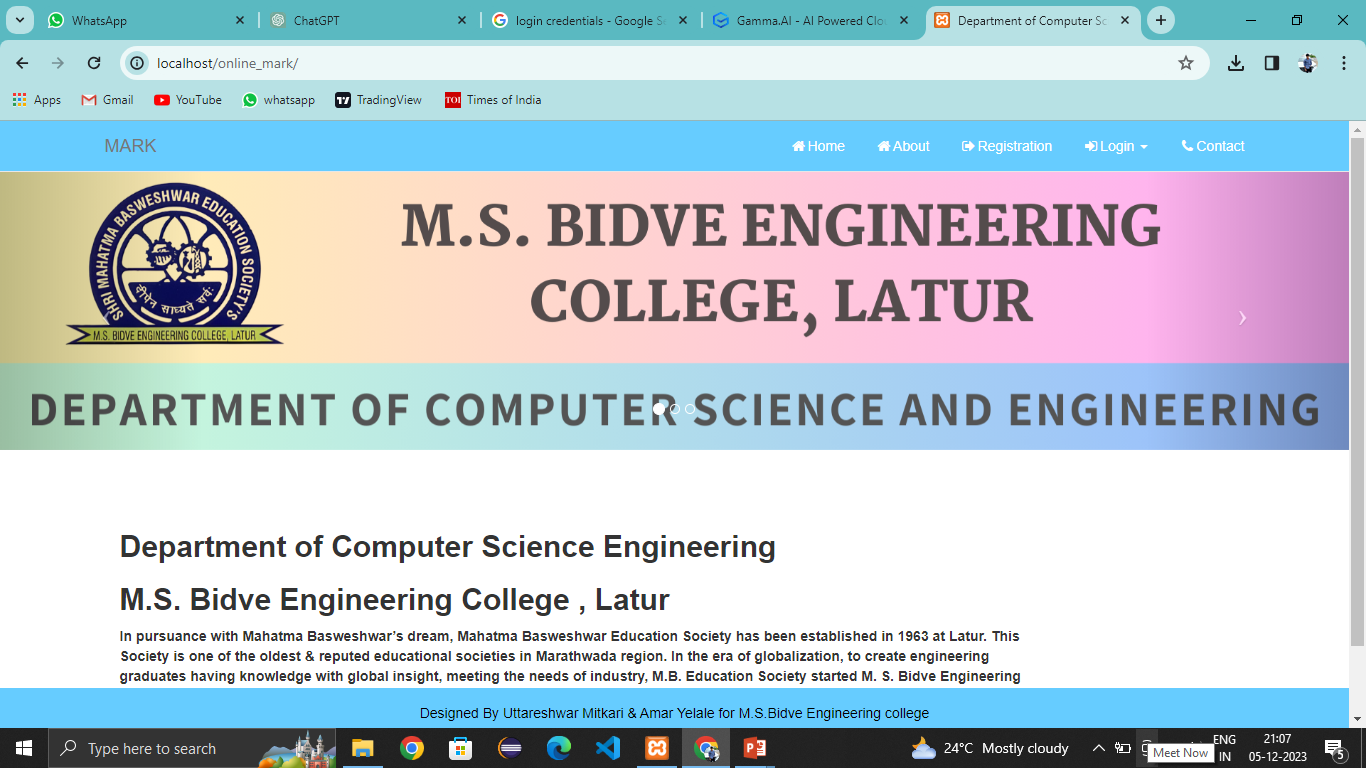 WhatsApp
ChatGPT
login credentials - Google Se
Gamma.AI - AI Powered Clou
Department of Computer Sc
localhost/online_mark/
Apps
Gmail
YouTube
whatsapp
TradingView
TOI
Times of India
MARK
Home
About
Registration
Login
Contact
SHRI MAHATMA BASWESHWAR EDUCATION SOCIETY'S
दीपेन साध्यते सर्वः
M.S. BIDVE ENGINEERING COLLEGE, LATUR
M.S. BIDVE ENGINEERING
COLLEGE, LATUR
DEPARTMENT OF COMPUTER SCIENCE AND ENGINEERING
Department of Computer Science Engineering
M.S. Bidve Engineering College , Latur
In pursuance with Mahatma Basweshwar’s dream, Mahatma Basweshwar Education Society has been established in 1963 at Latur. This
Society is one of the oldest & reputed educational societies in Marathwada region. In the era of globalization, to create engineering
graduates having knowledge with global insight, meeting the needs of industry, M.B. Education Society started M. S. Bidve Engineering
Designed By Uttareshwar Mitkari & Amar Yelale for M.S.Bidve Engineering college
Type here to search
24°C Mostly cloudy
Meet Now
ENG
IN
21:07
05-12-2023
5